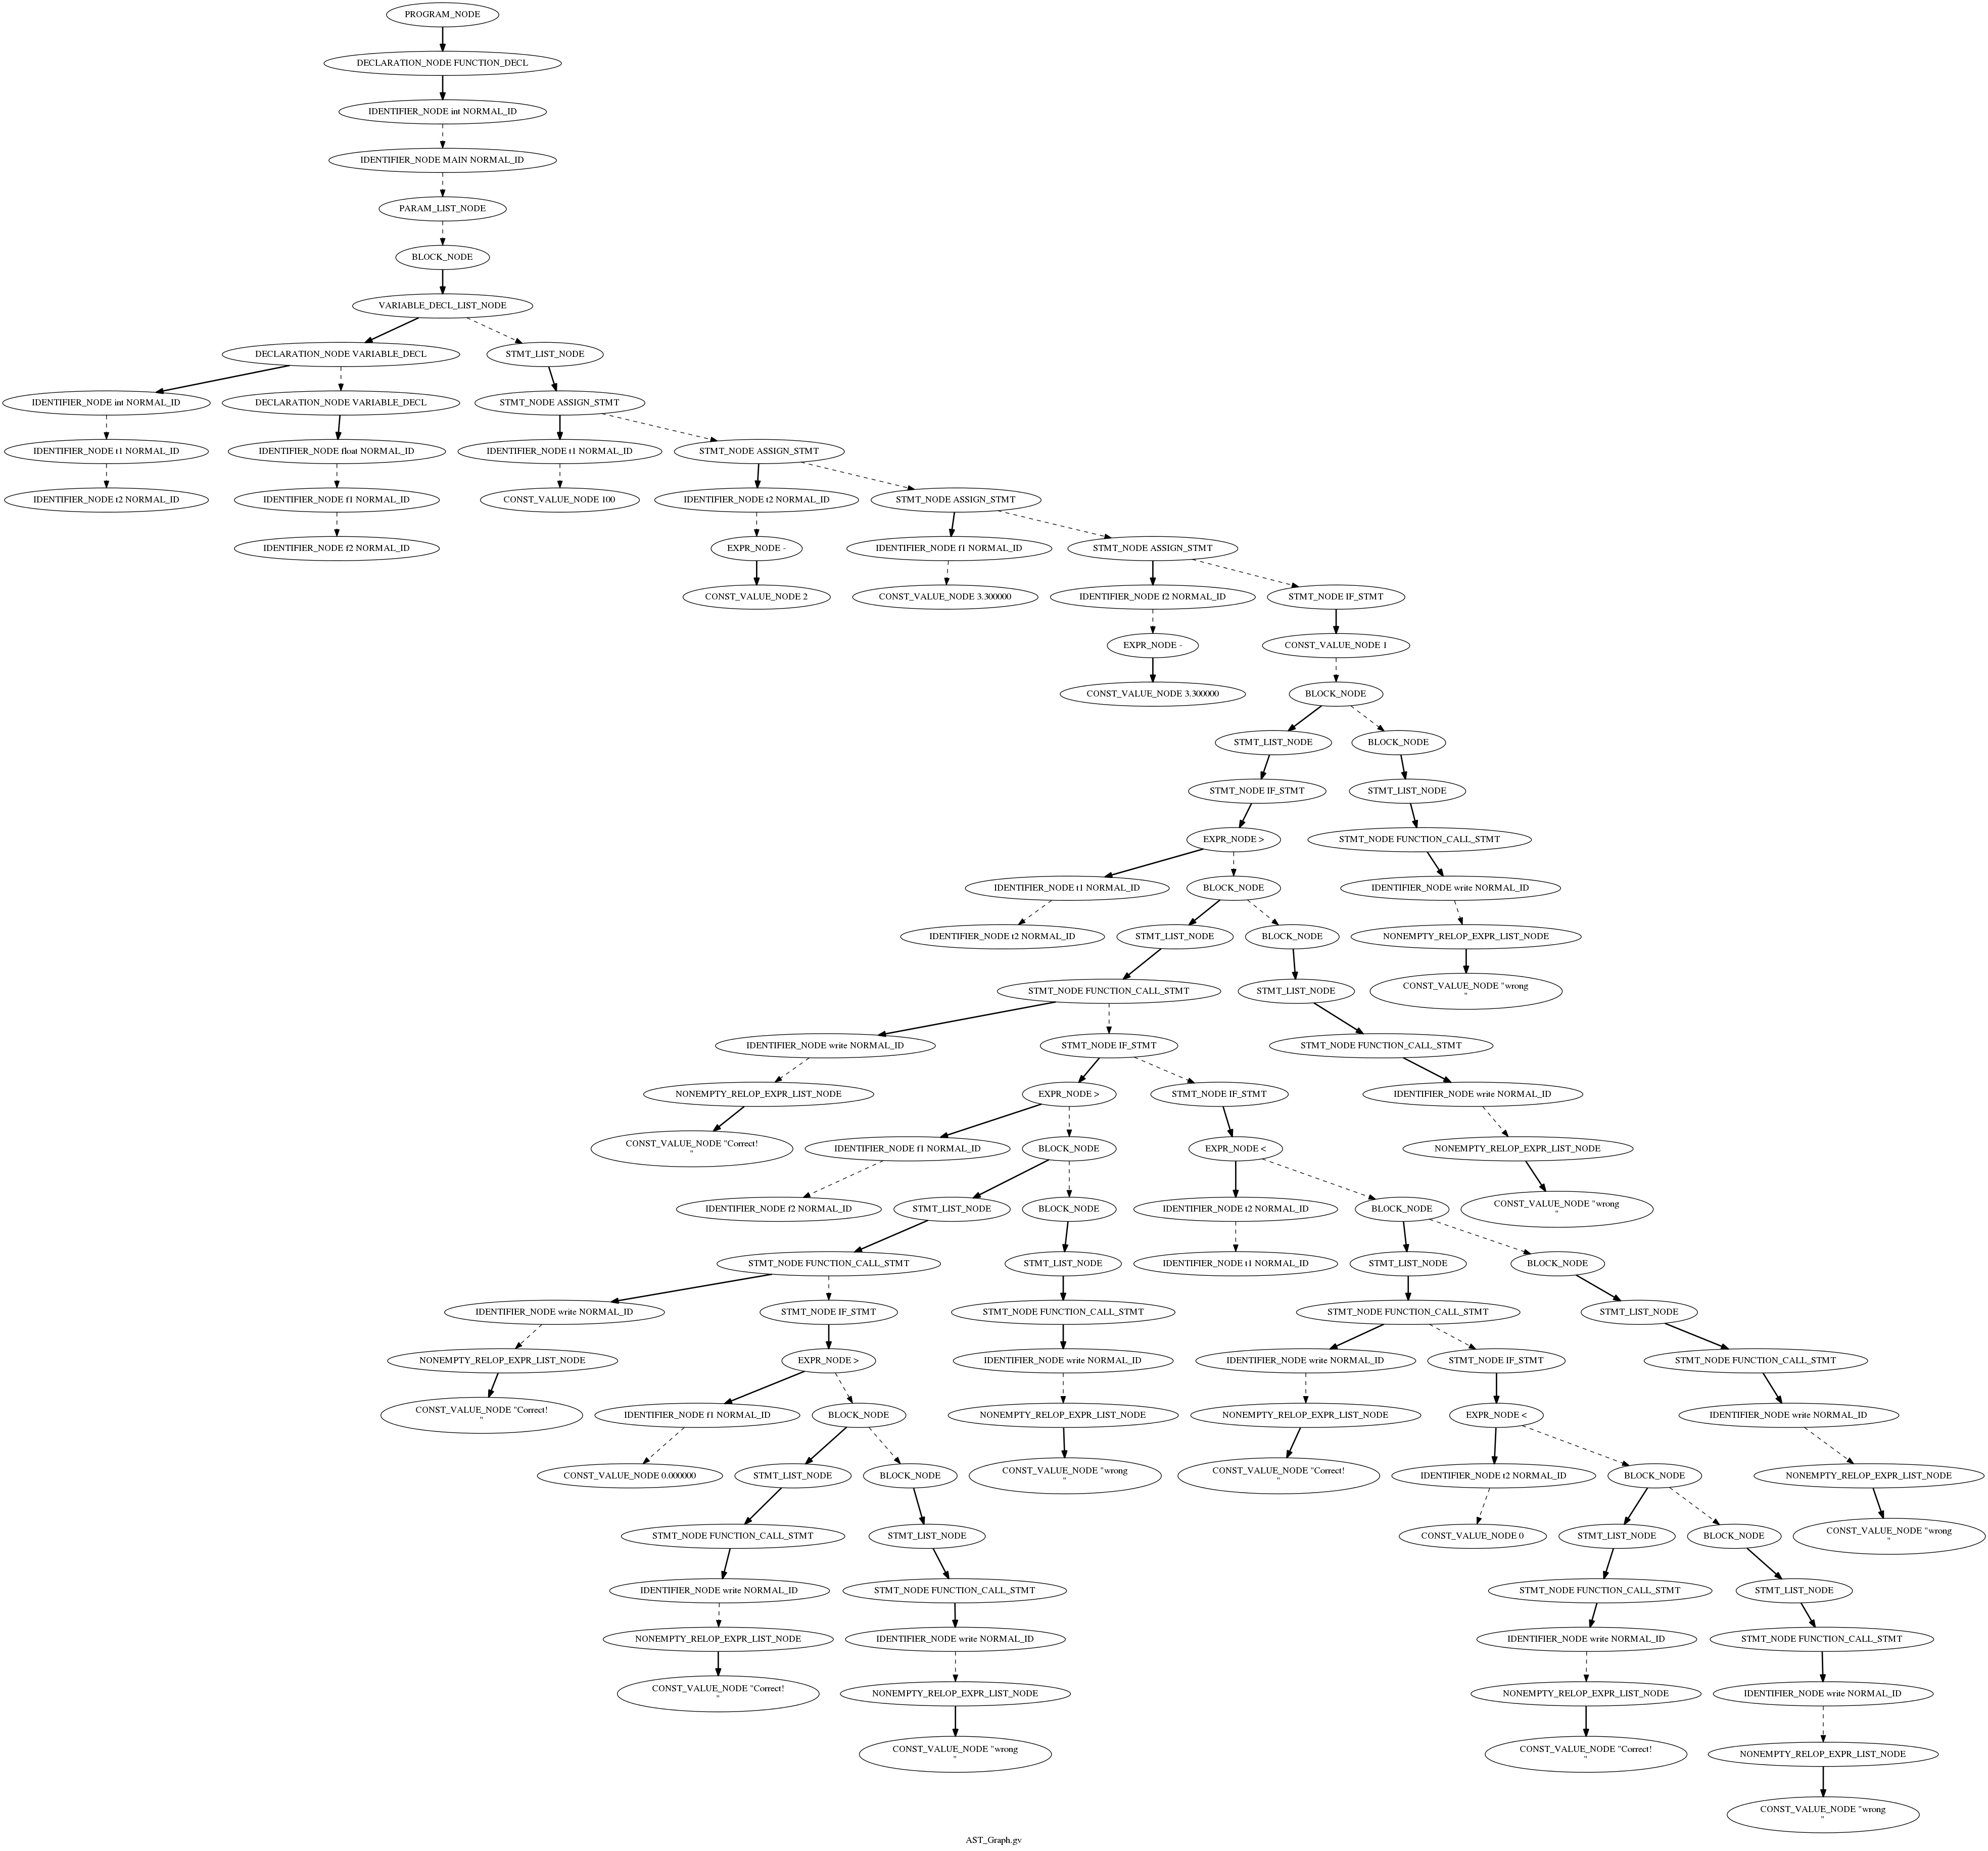 PROGRAM_NODE
DECLARATION_NODE FUNCTION_DECL
IDENTIFIER_NODE int NORMAL_ID
IDENTIFIER_NODE MAIN NORMAL_ID
PARAM_LIST_NODE
BLOCK_NODE
VARIABLE_DECL_LIST_NODE
DECLARATION_NODE VARIABLE_DECL
STMT_LIST_NODE
IDENTIFIER_NODE int NORMAL_ID
DECLARATION_NODE VARIABLE_DECL
STMT_NODE ASSIGN_STMT
IDENTIFIER_NODE t1 NORMAL_ID
IDENTIFIER_NODE float NORMAL_ID
IDENTIFIER_NODE t1 NORMAL_ID
STMT_NODE ASSIGN_STMT
IDENTIFIER_NODE t2 NORMAL_ID
IDENTIFIER_NODE f1 NORMAL_ID
CONST_VALUE_NODE 100
IDENTIFIER_NODE t2 NORMAL_ID
STMT_NODE ASSIGN_STMT
IDENTIFIER_NODE f2 NORMAL_ID
EXPR_NODE -
IDENTIFIER_NODE f1 NORMAL_ID
STMT_NODE ASSIGN_STMT
CONST_VALUE_NODE 2
CONST_VALUE_NODE 3.300000
IDENTIFIER_NODE f2 NORMAL_ID
STMT_NODE IF_STMT
EXPR_NODE -
CONST_VALUE_NODE 1
CONST_VALUE_NODE 3.300000
BLOCK_NODE
STMT_LIST_NODE
BLOCK_NODE
STMT_NODE IF_STMT
STMT_LIST_NODE
EXPR_NODE >
STMT_NODE FUNCTION_CALL_STMT
IDENTIFIER_NODE t1 NORMAL_ID
BLOCK_NODE
IDENTIFIER_NODE write NORMAL_ID
IDENTIFIER_NODE t2 NORMAL_ID
STMT_LIST_NODE
BLOCK_NODE
NONEMPTY_RELOP_EXPR_LIST_NODE
STMT_NODE FUNCTION_CALL_STMT
STMT_LIST_NODE
CONST_VALUE_NODE "wrong
"
IDENTIFIER_NODE write NORMAL_ID
STMT_NODE IF_STMT
STMT_NODE FUNCTION_CALL_STMT
NONEMPTY_RELOP_EXPR_LIST_NODE
EXPR_NODE >
STMT_NODE IF_STMT
IDENTIFIER_NODE write NORMAL_ID
CONST_VALUE_NODE "Correct!
"
IDENTIFIER_NODE f1 NORMAL_ID
BLOCK_NODE
EXPR_NODE <
NONEMPTY_RELOP_EXPR_LIST_NODE
IDENTIFIER_NODE f2 NORMAL_ID
STMT_LIST_NODE
BLOCK_NODE
IDENTIFIER_NODE t2 NORMAL_ID
BLOCK_NODE
CONST_VALUE_NODE "wrong
"
STMT_NODE FUNCTION_CALL_STMT
STMT_LIST_NODE
IDENTIFIER_NODE t1 NORMAL_ID
STMT_LIST_NODE
BLOCK_NODE
IDENTIFIER_NODE write NORMAL_ID
STMT_NODE IF_STMT
STMT_NODE FUNCTION_CALL_STMT
STMT_NODE FUNCTION_CALL_STMT
STMT_LIST_NODE
NONEMPTY_RELOP_EXPR_LIST_NODE
EXPR_NODE >
IDENTIFIER_NODE write NORMAL_ID
IDENTIFIER_NODE write NORMAL_ID
STMT_NODE IF_STMT
STMT_NODE FUNCTION_CALL_STMT
CONST_VALUE_NODE "Correct!
"
IDENTIFIER_NODE f1 NORMAL_ID
BLOCK_NODE
NONEMPTY_RELOP_EXPR_LIST_NODE
NONEMPTY_RELOP_EXPR_LIST_NODE
EXPR_NODE <
IDENTIFIER_NODE write NORMAL_ID
CONST_VALUE_NODE 0.000000
STMT_LIST_NODE
BLOCK_NODE
CONST_VALUE_NODE "wrong
"
CONST_VALUE_NODE "Correct!
"
IDENTIFIER_NODE t2 NORMAL_ID
BLOCK_NODE
NONEMPTY_RELOP_EXPR_LIST_NODE
STMT_NODE FUNCTION_CALL_STMT
STMT_LIST_NODE
CONST_VALUE_NODE 0
STMT_LIST_NODE
BLOCK_NODE
CONST_VALUE_NODE "wrong
"
IDENTIFIER_NODE write NORMAL_ID
STMT_NODE FUNCTION_CALL_STMT
STMT_NODE FUNCTION_CALL_STMT
STMT_LIST_NODE
NONEMPTY_RELOP_EXPR_LIST_NODE
IDENTIFIER_NODE write NORMAL_ID
IDENTIFIER_NODE write NORMAL_ID
STMT_NODE FUNCTION_CALL_STMT
CONST_VALUE_NODE "Correct!
"
NONEMPTY_RELOP_EXPR_LIST_NODE
NONEMPTY_RELOP_EXPR_LIST_NODE
IDENTIFIER_NODE write NORMAL_ID
CONST_VALUE_NODE "wrong
"
CONST_VALUE_NODE "Correct!
"
NONEMPTY_RELOP_EXPR_LIST_NODE
CONST_VALUE_NODE "wrong
"
AST_Graph.gv